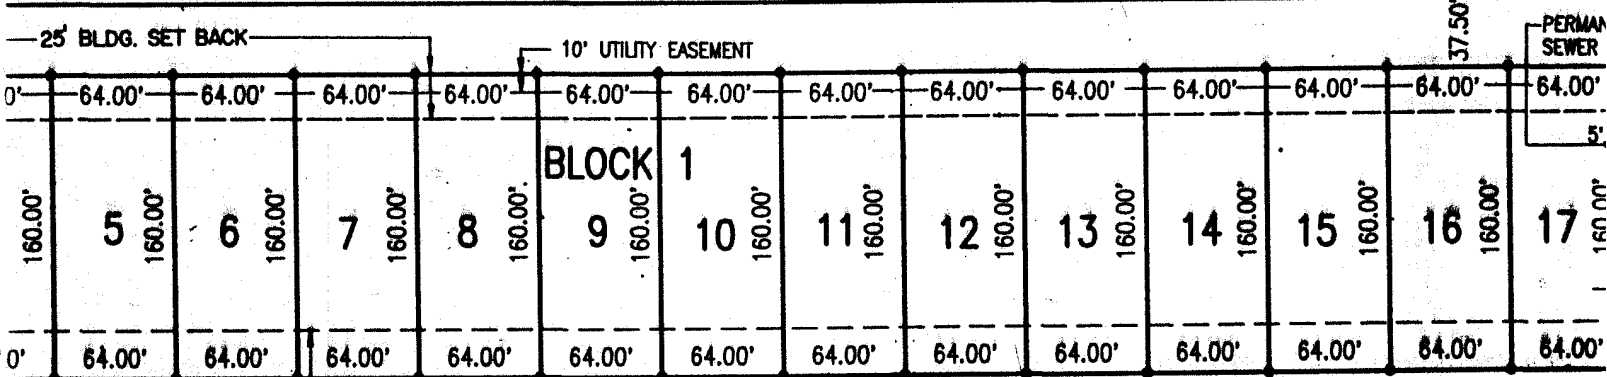 37.50'
25' BLDG. SET BACK
10' UTILITY EASEMENT
SEWER
0' 64.00' 64.00' 64.00' 64.00' 64.00' 64.00' 64.00' 64.00' 64.00' 64.00' 64.00' 64.00' 64.00'
5'
BLOCK 1
160.00' 5 160.00' 6 160.00' 7 160.00' 8 160.00' 9 160.00' 10 160.00' 11 160.00' 12 160.00' 13 160.00' 14 160.00' 15 160.00' 16 160.00' 17 160.00'
0' 64.00' 64.00' 64.00' 64.00' 64.00' 64.00' 64.00' 64.00' 64.00' 64.00' 64.00' 64.00' 64.00'